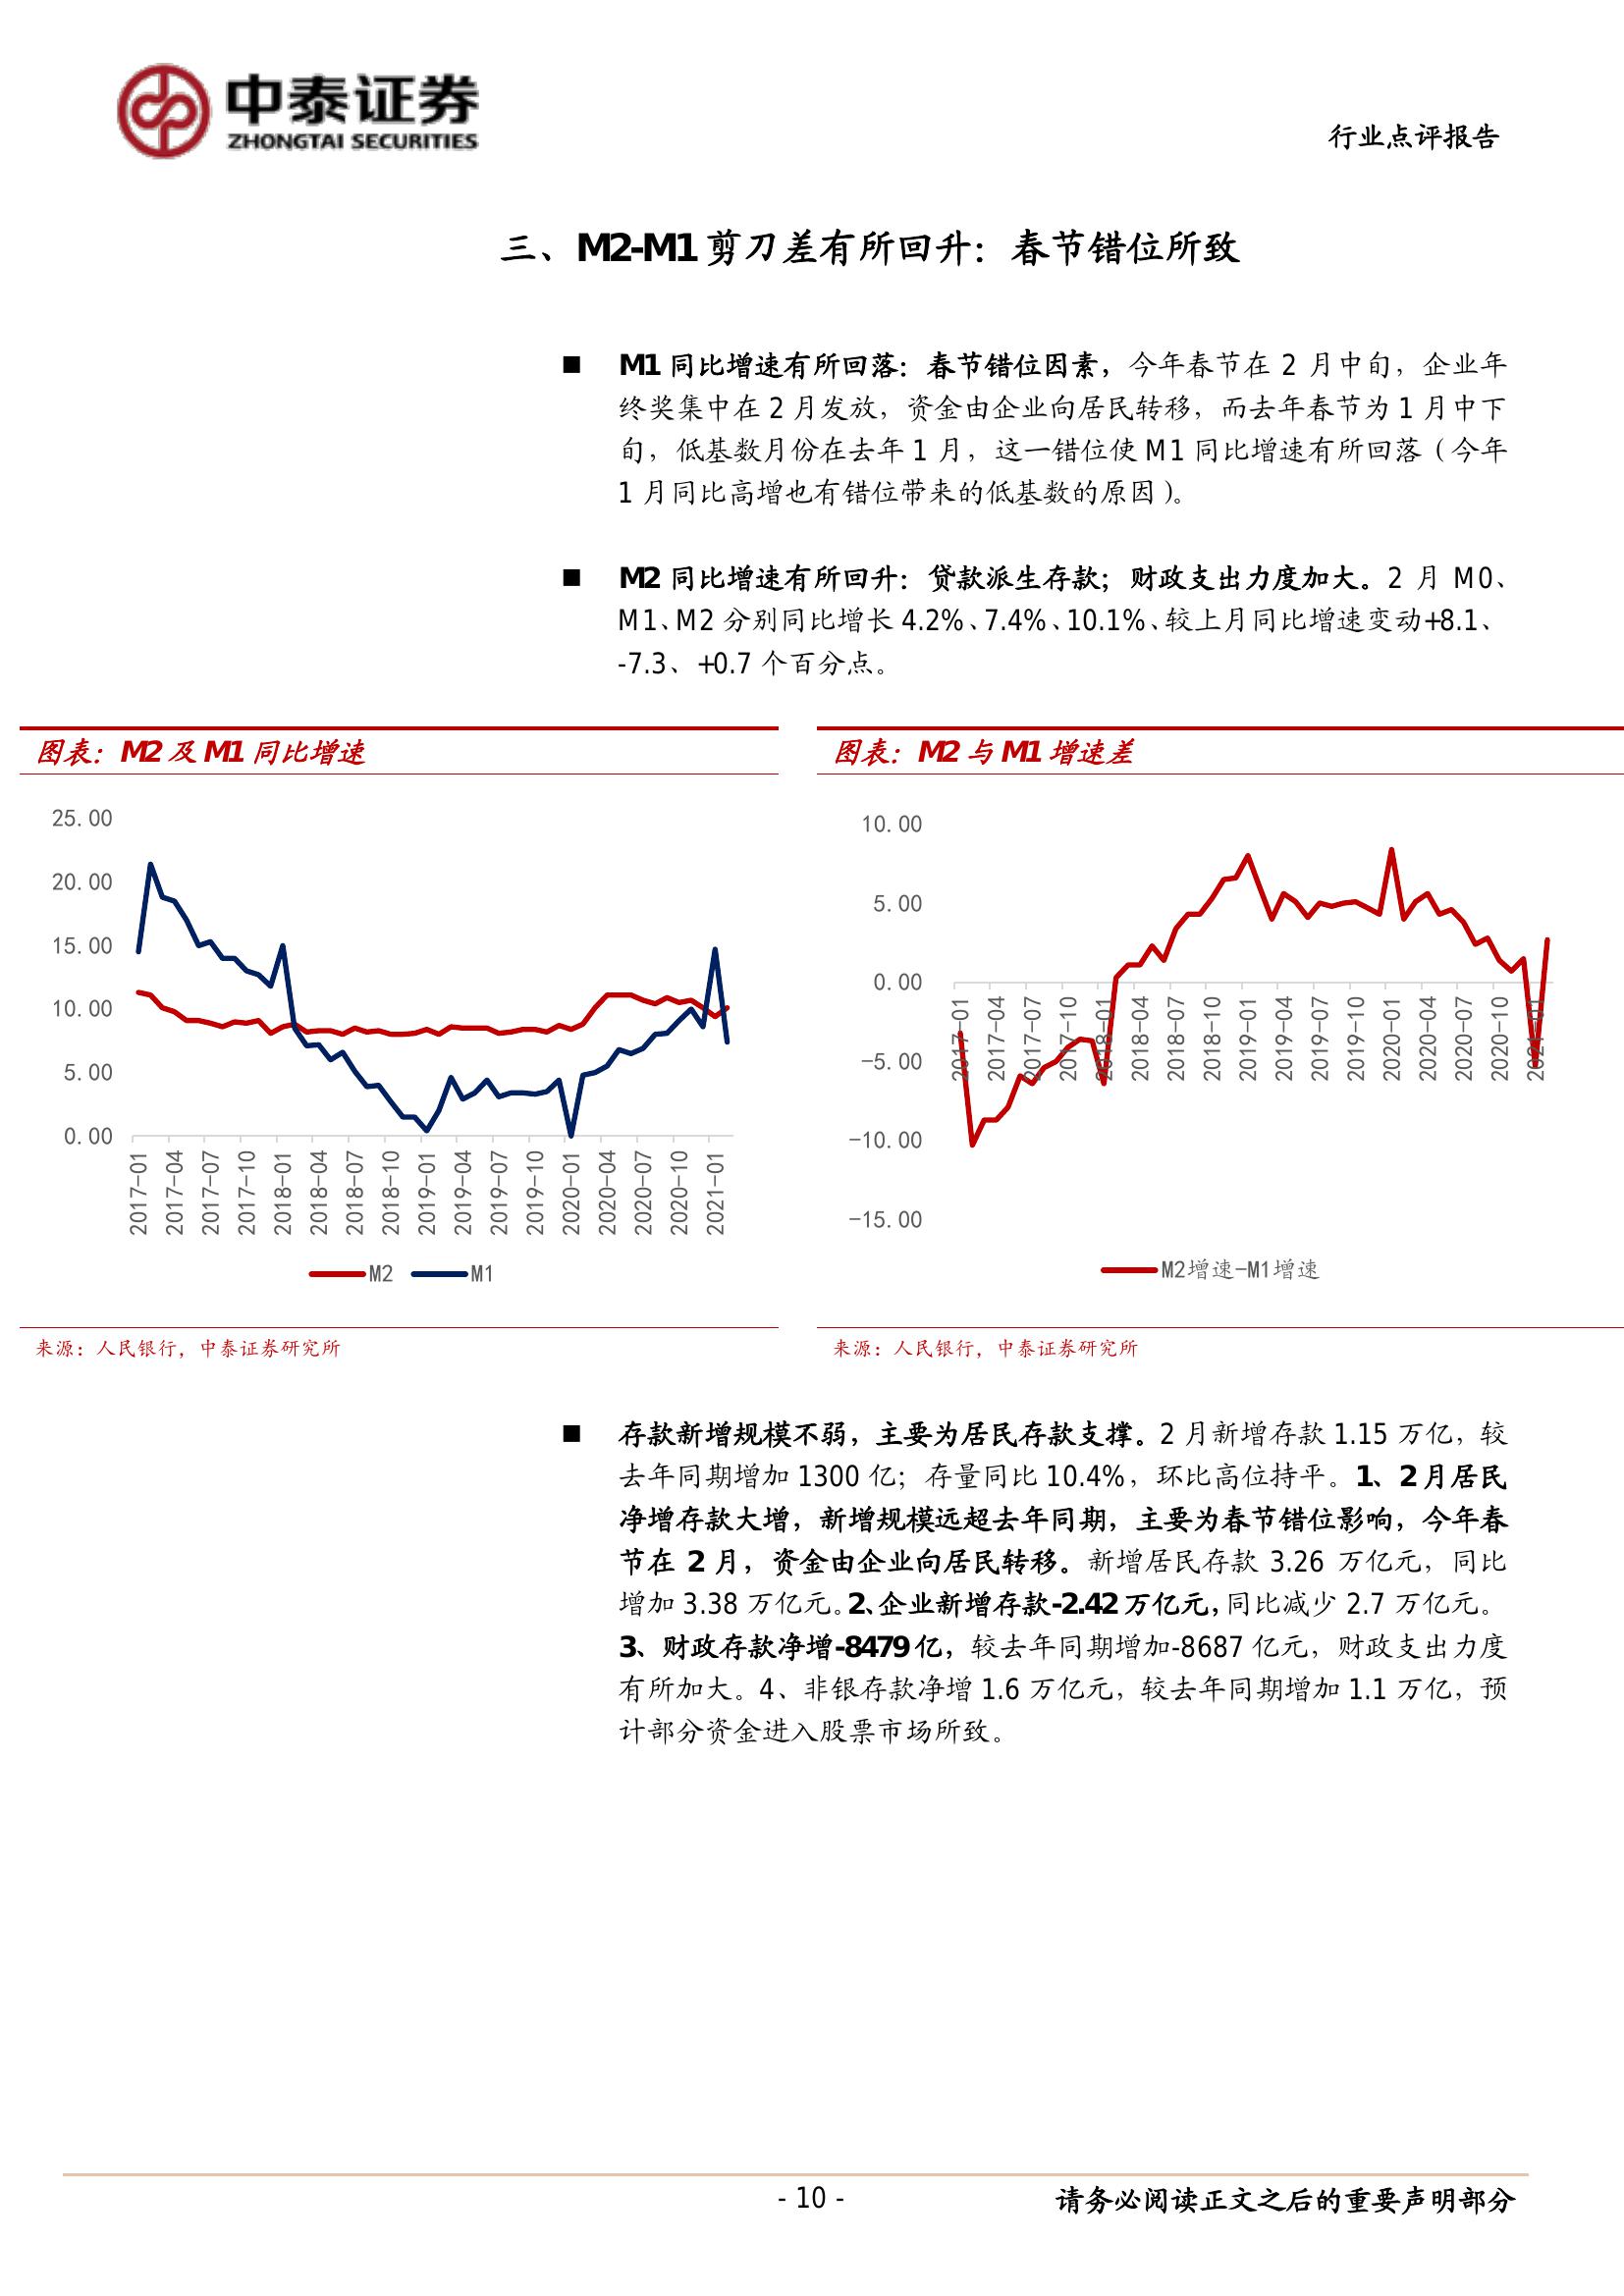 中泰证券
ZHONGTAI SECURITIES
行业点评报告
三、M2-M1 剪刀差有所回升：春节错位所致
■ M1 同比增速有所回落：春节错位因素，今年春节在 2 月中旬，企业年
终奖集中在 2 月发放，资金由企业向居民转移，而去年春节为 1 月中下
旬，低基数月份在去年 1 月，这一错位使 M1 同比增速有所回落（今年
1 月同比高增也有错位带来的低基数的原因）。
■ M2 同比增速有所回升：贷款派生存款；财政支出力度加大。2 月 M0、
M1、M2 分别同比增长 4.2%、7.4%、10.1%、较上月同比增速变动+8.1、
-7.3、+0.7 个百分点。
图表：M2 及 M1 同比增速
25.00
20.00
15.00
10.00
5.00
0.00
2017-01
2017-04
2017-07
2017-10
2018-01
2018-04
2018-07
2018-10
2019-01
2019-04
2019-07
2019-10
2020-01
2020-04
2020-07
2020-10
2021-01
M2
M1
来源：人民银行，中泰证券研究所
图表：M2 与 M1 增速差
10.00
5.00
0.00
-5.00
-10.00
-15.00
2017-01
2017-04
2017-07
2017-10
2018-01
2018-04
2018-07
2018-10
2019-01
2019-04
2019-07
2019-10
2020-01
2020-04
2020-07
2020-10
2021-01
M2增速-M1增速
来源：人民银行，中泰证券研究所
■ 存款新增规模不弱，主要为居民存款支撑。2 月新增存款 1.15 万亿，较
去年同期增加 1300 亿；存量同比 10.4%，环比高位持平。1、2 月居民
净增存款大增，新增规模远超去年同期，主要为春节错位影响，今年春
节在 2 月，资金由企业向居民转移。新增居民存款 3.26 万亿元，同比
增加 3.38 万亿元。2、企业新增存款-2.42 万亿元，同比减少 2.7 万亿元。
3、财政存款净增-8479 亿，较去年同期增加-8687 亿元，财政支出力度
有所加大。4、非银存款净增 1.6 万亿元，较去年同期增加 1.1 万亿，预
计部分资金进入股票市场所致。
- 10 -
请务必阅读正文之后的重要声明部分